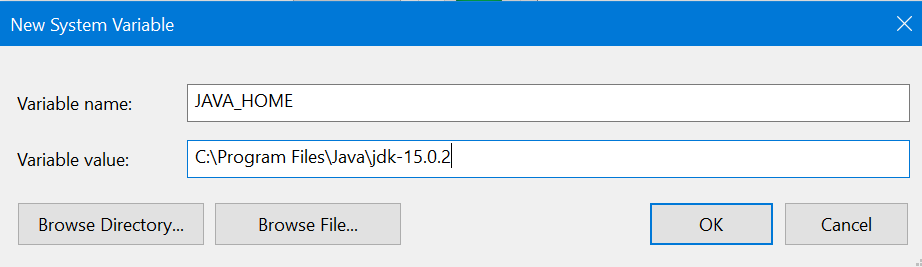 New System Variable
Variable name: JAVA_HOME
Variable value: C:\Program Files\Java\jdk-15.0.2
Browse Directory... Browse File... OK Cancel